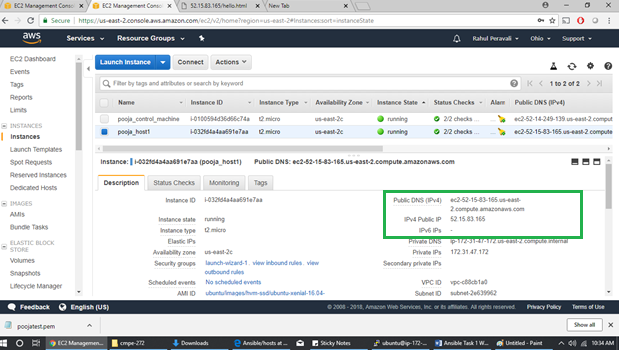 EC2 Management Conso
EC2 Management Conso
52.15.83.165/hello.html
New Tab
Secure
https://us-east-2.console.aws.amazon.com/ec2/v2/home?region=us-east-2#Instances:sort=instanceState
aws
Services
Resource Groups
Rahul Peravali
Ohio
Support
EC2 Dashboard
Launch Instance
Connect
Actions
Events
Tags
Filter by tags and attributes or search by keyword
1 to 2 of 2
Reports
Limits
Name
Instance ID
Instance Type
Availability Zone
Instance State
Status Checks
Alarm
Public DNS (IPv4)
pooja_control_machine
i-0100594d36d66c74a
t2.micro
us-east-2c
running
2/2 checks ...
ec2-52-14-249-139.us-east-2.compu
INSTANCES
pooja_host1
i-032fd4a4aa691e7aa
t2.micro
us-east-2c
running
2/2 checks ...
ec2-52-15-83-165.us-east-2.compute
Instances
Launch Templates
Spot Requests
Instance:
i-032fd4a4aa691e7aa (pooja_host1)
Public DNS: ec2-52-15-83-165.us-east-2.compute.amazonaws.com
Reserved Instances
Dedicated Hosts
Description
Status Checks
Monitoring
Tags
IMAGES
AMIs
Bundle Tasks
ELASTIC BLOCK STORE
Volumes
Snapshots
Lifecycle Manager
Instance ID
i-032fd4a4aa691e7aa
Public DNS (IPv4)
ec2-52-15-83-165.us-east-2.compute.amazonaws.com
Instance state
running
IPv4 Public IP
52.15.83.165
Instance type
t2.micro
IPv6 IPs
-
Elastic IPs
Private DNS
ip-172-31-47-172.us-east-2.compute.internal
Availability zone
us-east-2c
Private IPs
172.31.47.172
Security groups
launch-wizard-1. view inbound rules. view outbound rules
Secondary private IPs
Scheduled events
No scheduled events
VPC ID
vpc-c88cb1a0
AMI ID
ubuntu/images/hvm-ssd/ubuntu-xenial-16.04-
Subnet ID
subnet-2e639962
Feedback
English (US)
© 2008 - 2018, Amazon Web Services, Inc. or its affiliates. All rights reserved.
Privacy Policy
Terms of Use
poojatest.pem
Show all
EC2 Management...
cmpe-272
Downloads
Ansible/hosts at ...
Sticky Notes
ubuntu@ip-172-...
Ansible Task 1 W...
Untitled - Paint
10:34 AM